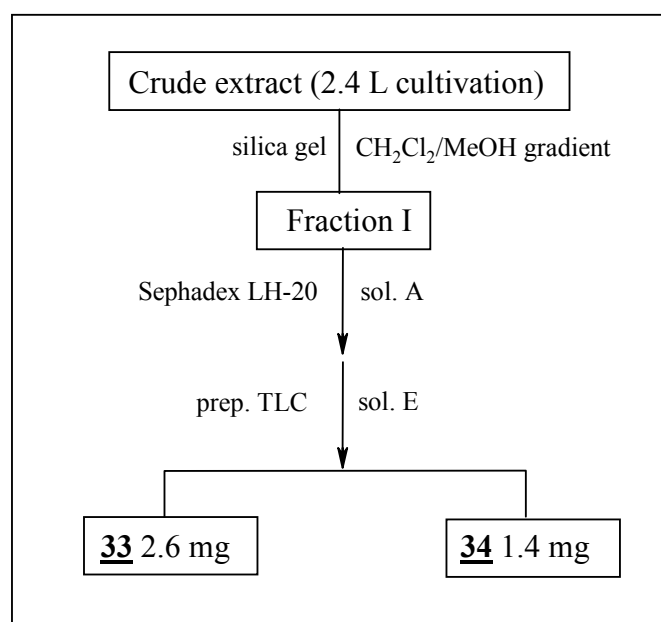 Crude extract (2.4 L cultivation)
silica gel CH₂Cl₂/MeOH gradient
Fraction I
Sephadex LH-20 sol. A
prep. TLC sol. E
33 2.6 mg 34 1.4 mg